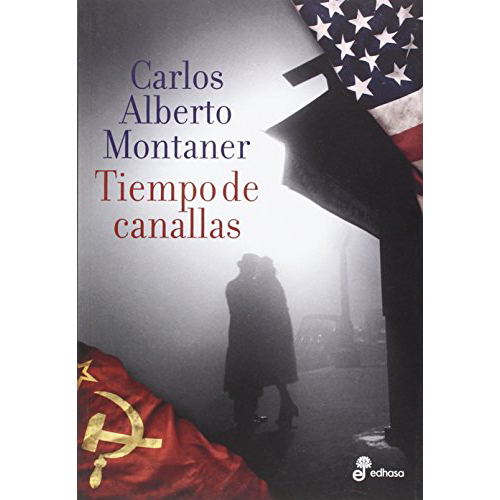 Carlos
Alberto
Montaner
Tiempo de
canallas
edhasa